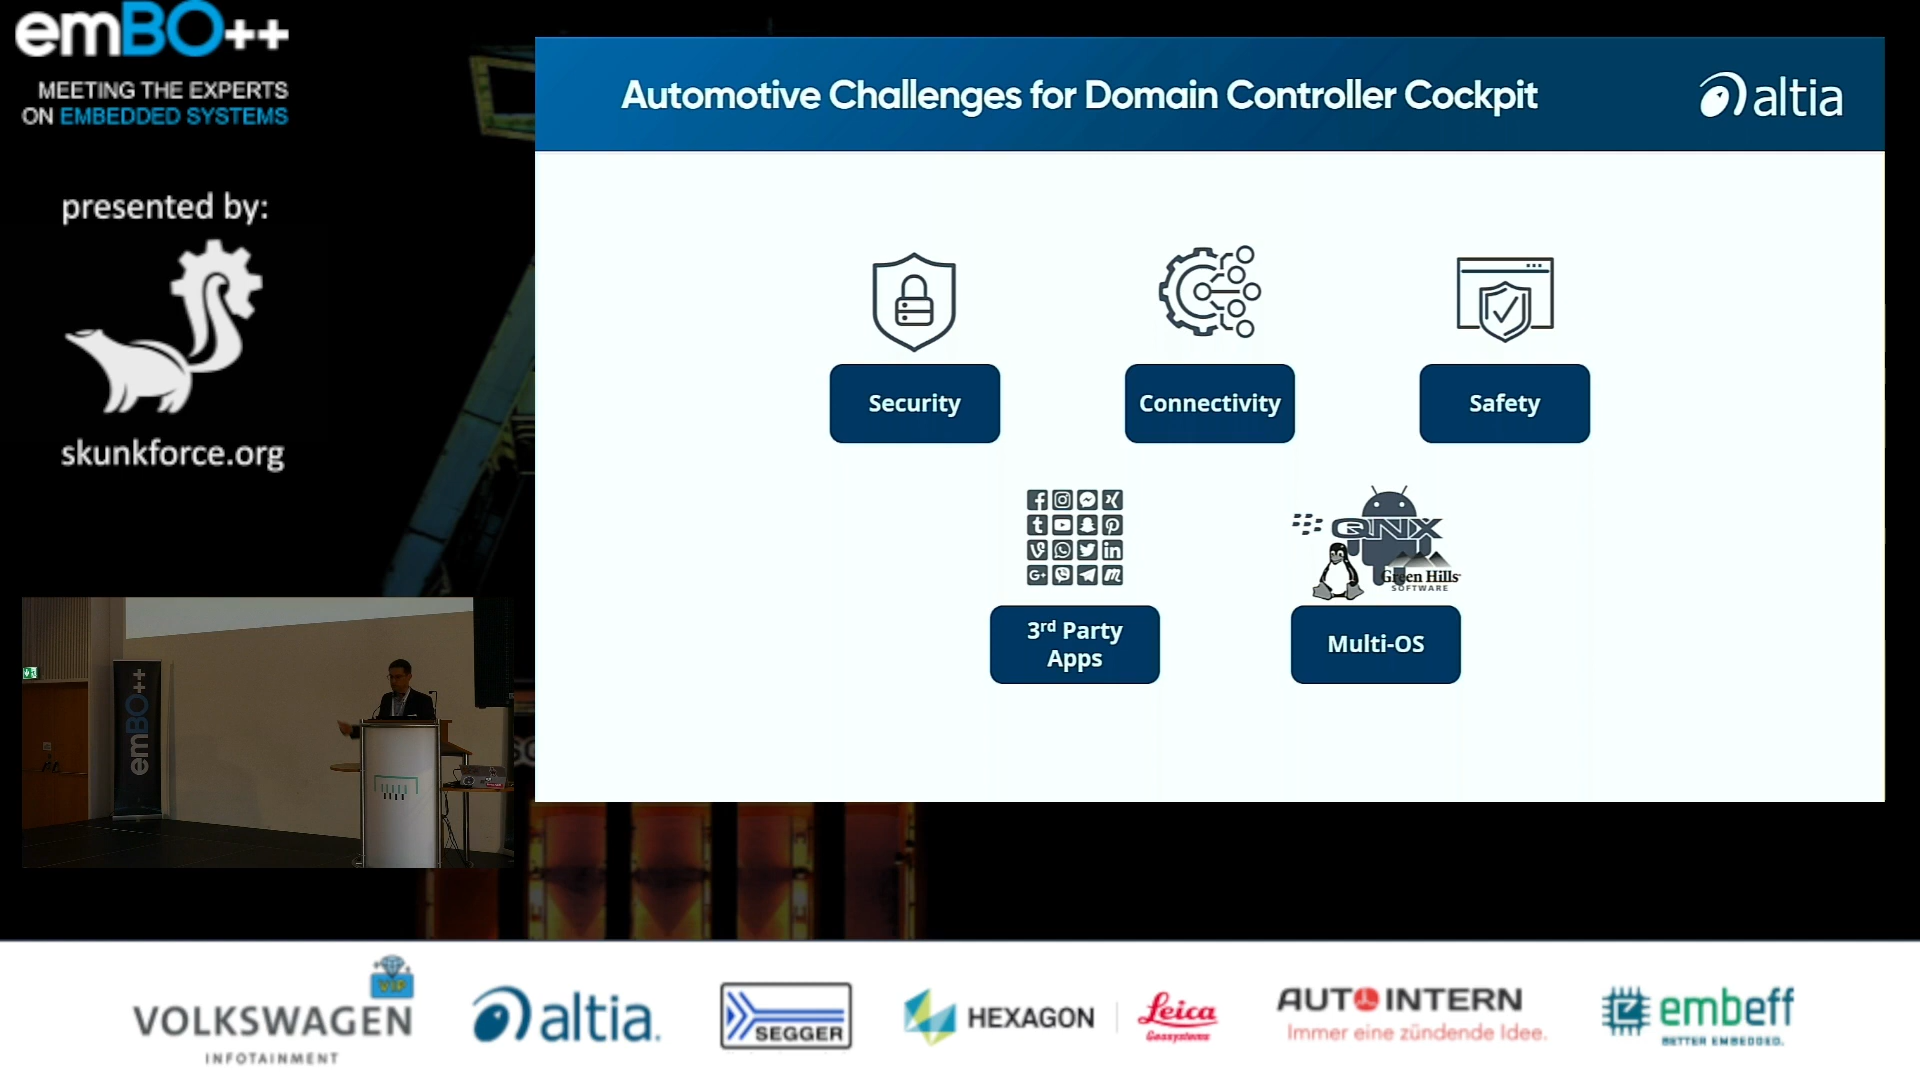 emBO++
MEETING THE EXPERTS
ON EMBEDDED SYSTEMS
presented by:
skunkforce.org
Automotive Challenges for Domain Controller Cockpit
altia
Security
Connectivity
Safety
QNX
Green Hills
SOFTWARE
3rd Party
Apps
Multi-OS
emBO++
VIP
VOLKSWAGEN
INFOTAINMENT
altia
SEGGER
HEXAGON
Leica
Geosystems
AUTOINTERN
Immer eine zündende Idee.
embeff
BETTER EMBEDDED.